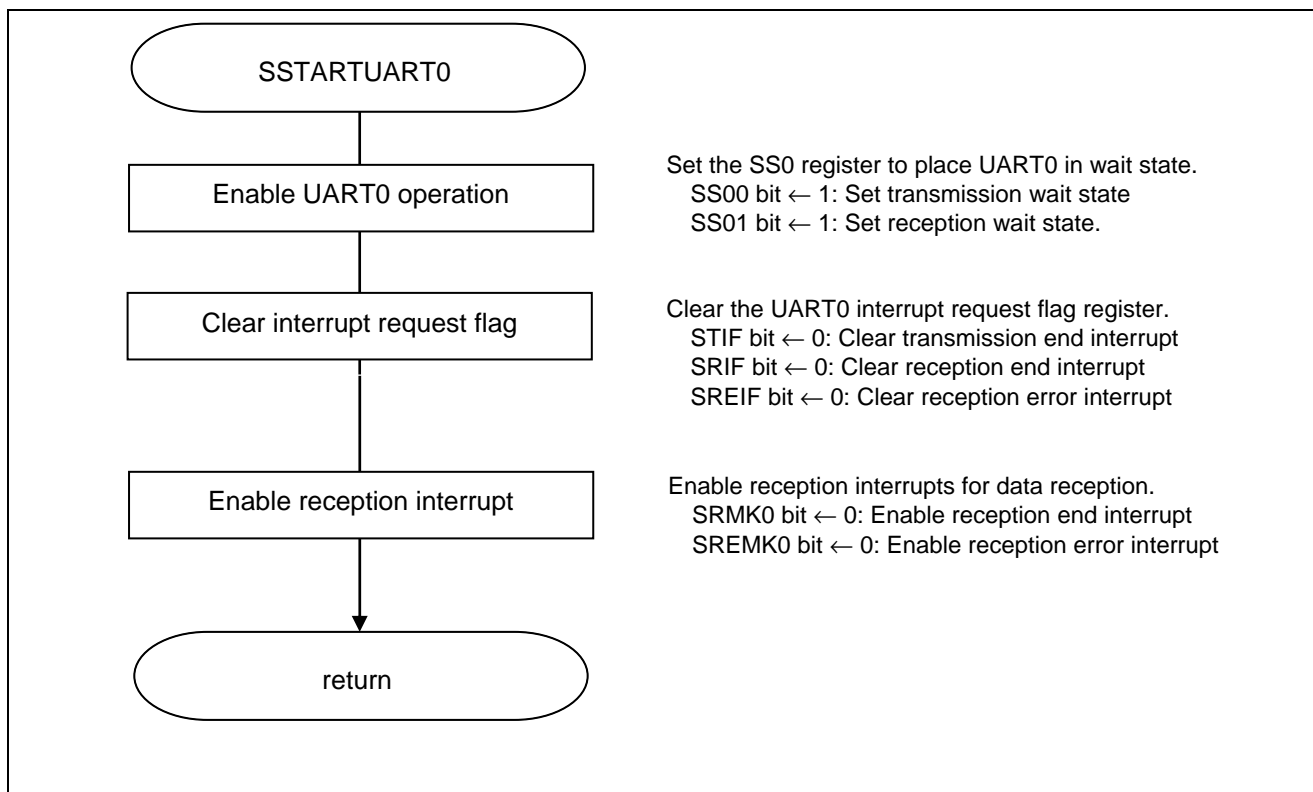 SSTARTUART0
Enable UART0 operation
Set the SS0 register to place UART0 in wait state.
SS00 bit ← 1: Set transmission wait state
SS01 bit ← 1: Set reception wait state.
Clear interrupt request flag
Clear the UART0 interrupt request flag register.
STIF bit ← 0: Clear transmission end interrupt
SRIF bit ← 0: Clear reception end interrupt
SREIF bit ← 0: Clear reception error interrupt
Enable reception interrupt
Enable reception interrupts for data reception.
SRMK0 bit ← 0: Enable reception end interrupt
SREMK0 bit ← 0: Enable reception error interrupt
return